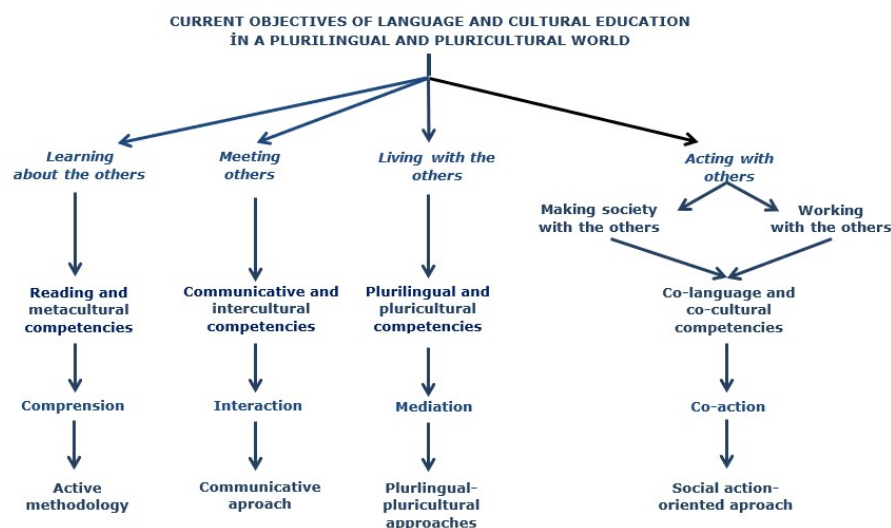 CURRENT OBJECTIVES OF LANGUAGE AND CULTURAL EDUCATION
İN A PLURILINGUAL AND PLURICULTURAL WORLD
Learning
about the others
Meeting
others
Living with the
others
Acting with
others
Making society
with the others
Working
with the others
Reading and
metacultural
competencies
Communicative and
intercultural
competencies
Plurilingual and
pluricultural
competencies
Co-language and
co-cultural
competencies
Comprension
Interaction
Mediation
Co-action
Active
methodology
Communicative
aproach
Plurlingual-
pluricultural
approaches
Social action-
oriented aproach